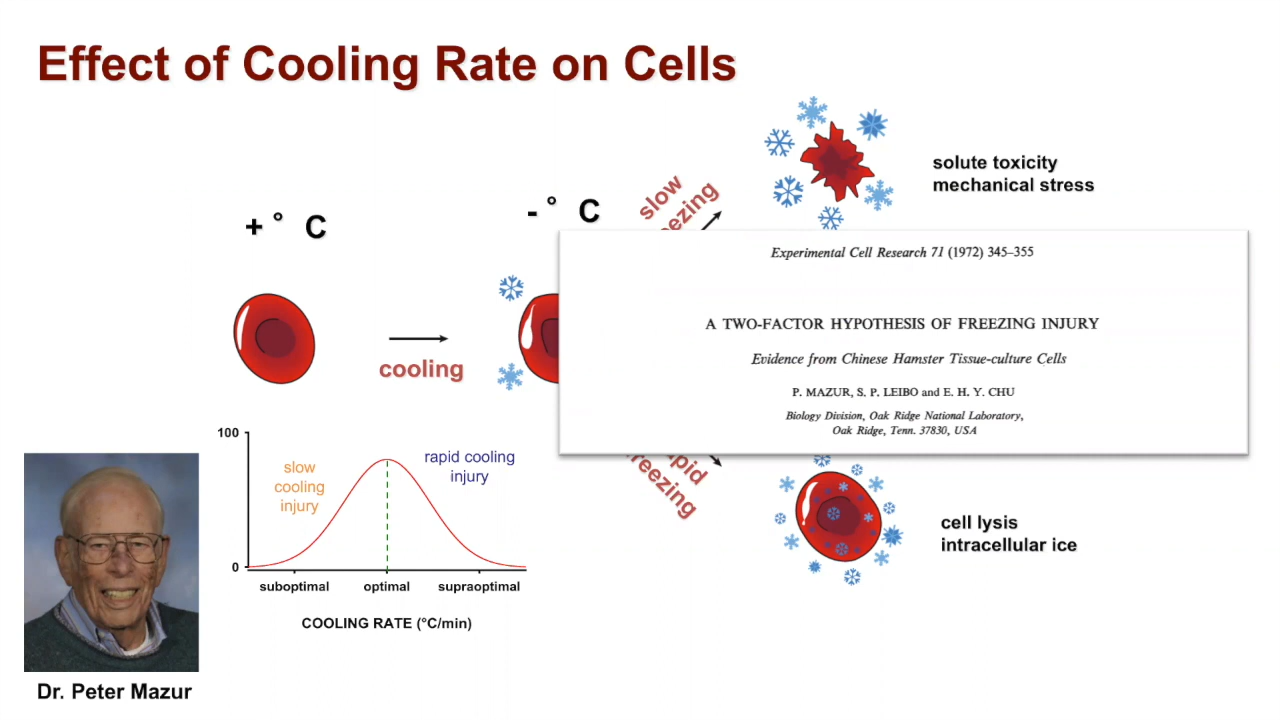 Effect of Cooling Rate on Cells
solute toxicity
mechanical stress
+° C
-° C
slow
eezing
cooling
Experimental Cell Research 71 (1972) 345–355
A TWO-FACTOR HYPOTHESIS OF FREEZING INJURY
Evidence from Chinese Hamster Tissue-culture Cells
P. MAZUR, S. P. LEIBO and E. H. Y. CHU
Biology Division, Oak Ridge National Laboratory,
Oak Ridge, Tenn. 37830, USA
100
0
slow
cooling
injury
rapid cooling
injury
suboptimal
optimal
supraoptimal
COOLING RATE (°C/min)
pid
reezing
cell lysis
intracellular ice
Dr. Peter Mazur